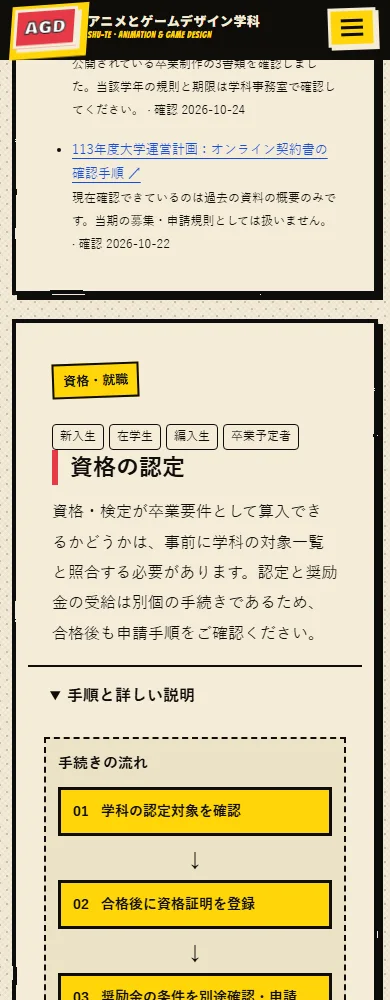 AGD
アニメとゲームデザイン学科
SHU-TE・ANIMATION & GAME DESIGN
公開されている卒業制作の3書類を確認しまし
た。当該学年の規則と期限は学科事務室で確認し
てください。 · 確認 2026-10-24
• 113年度大学運営計画：オンライン契約書の
確認手順 ↗
現在確認できているのは過去の資料の概要のみで
す。当期の募集・申請規則としては扱いません。
· 確認 2026-10-22
資格・就職
新入生 在学生 編入生 卒業予定者
資格の認定
資格・検定が卒業要件として算入でき
るかどうかは、事前に学科の対象一覧
と照合する必要があります。認定と奨励
金の受給は別個の手続きであるため、
合格後も申請手順をご確認ください。
▼ 手順と詳しい説明
手続きの流れ
01 学科の認定対象を確認
↓
02 合格後に資格証明を登録
↓
03 奨励金の条件を別途確認・申請